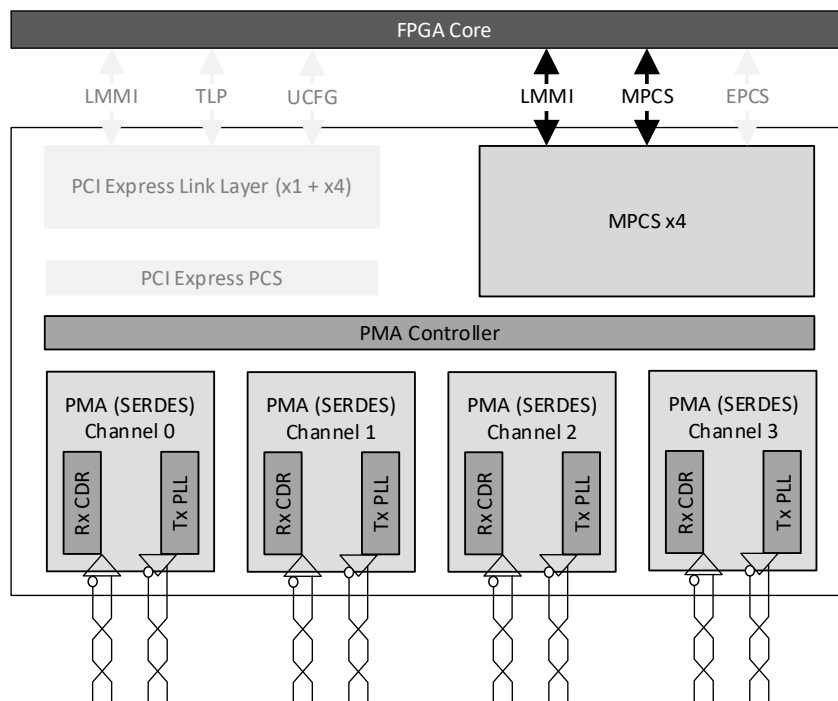 FPGA Core
LMMI TLP UCFG LMMI MPCS EPCS
PCI Express Link Layer (x1 + x4)
MPCS x4
PCI Express PCS
PMA Controller
PMA (SERDES)
Channel 0
Rx CDR
Tx PLL
PMA (SERDES)
Channel 1
Rx CDR
Tx PLL
PMA (SERDES)
Channel 2
Rx CDR
Tx PLL
PMA (SERDES)
Channel 3
Rx CDR
Tx PLL